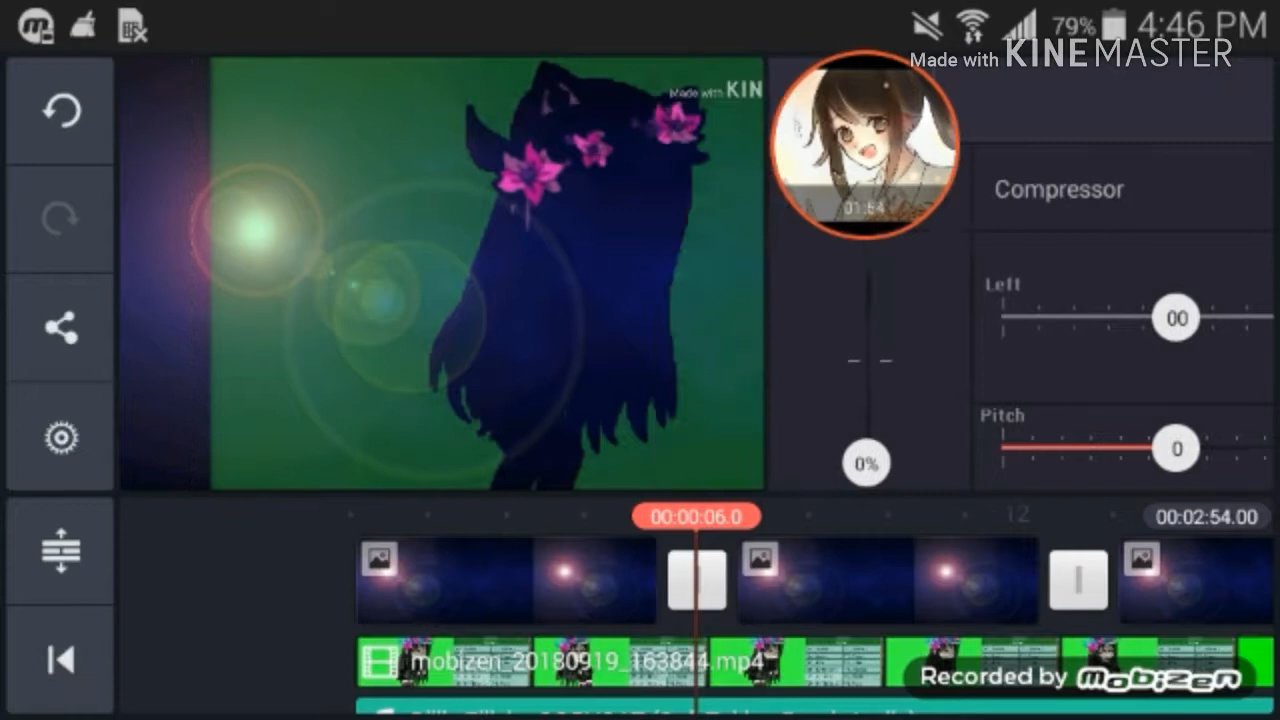 79% 4:46 PM
Made with KINEMASTER
Made with KIN
01:54
Compressor
Left
00
Pitch
0
0%
00:00:06.0
12
00:02:54.00
mobizen_20180919_163844.mp4
Recorded by mobizen